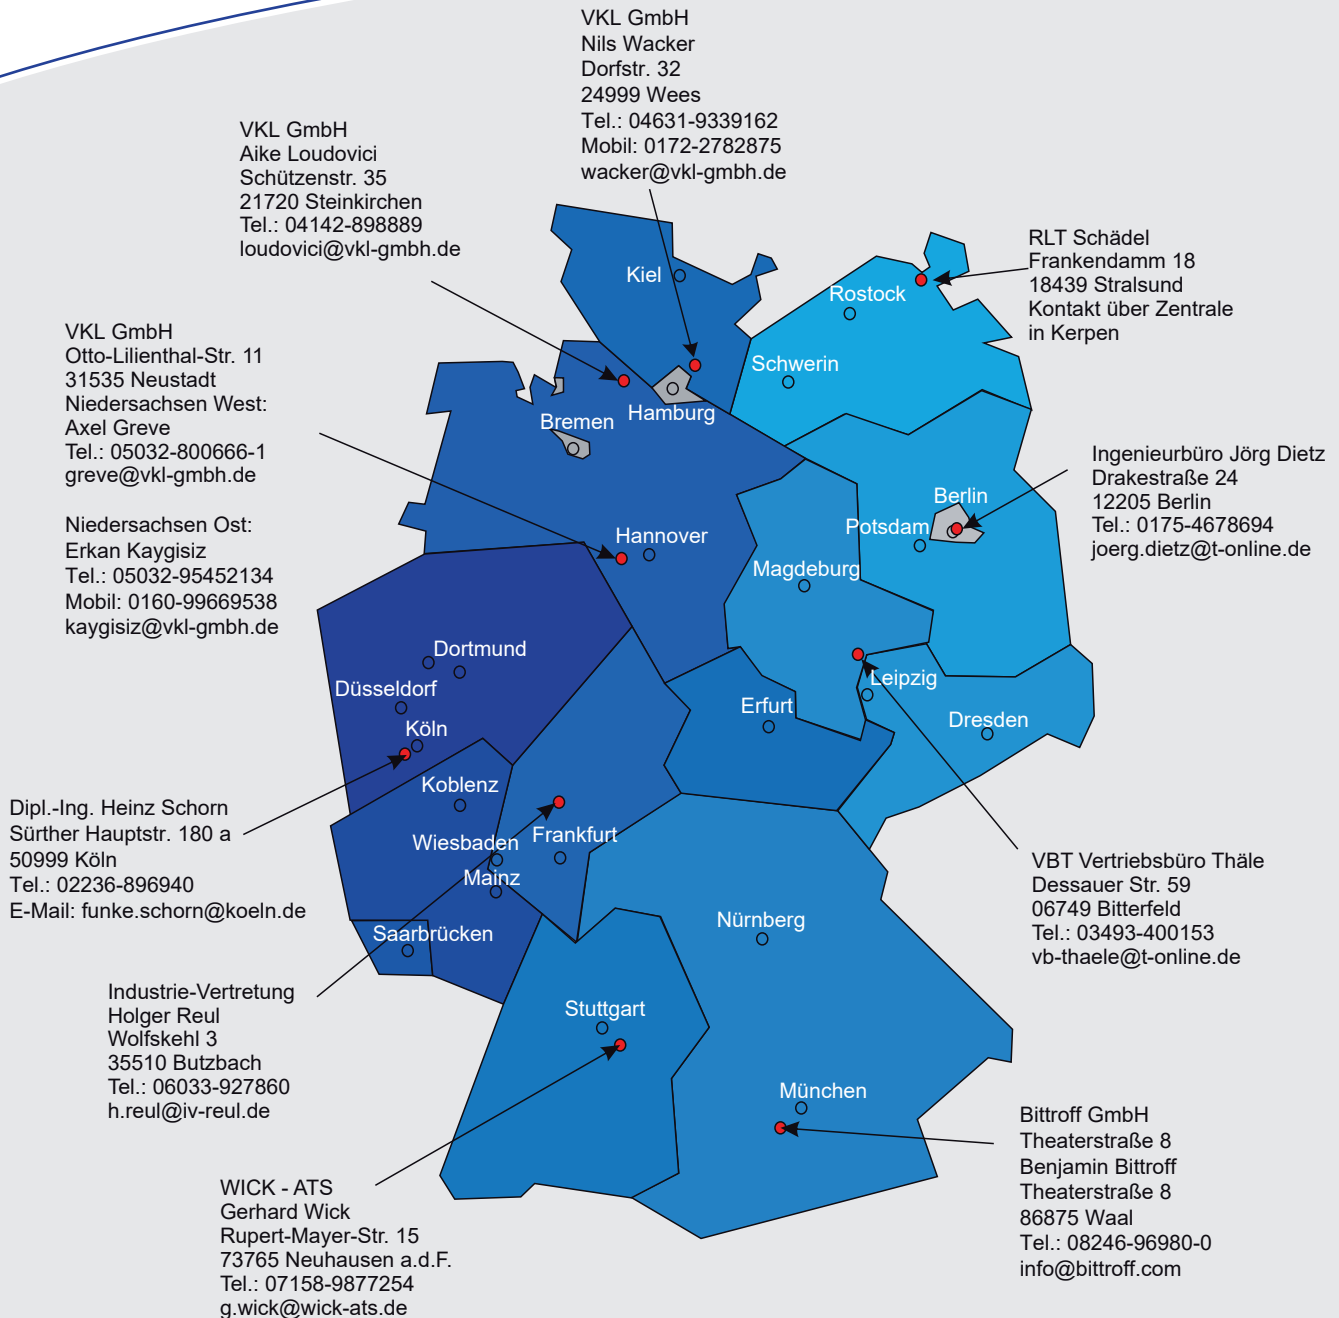 VKL GmbH
Nils Wacker
Dorfstr. 32
24999 Wees
Tel.: 04631-9339162
Mobil: 0172-2782875
wacker@vkl-gmbh.de
VKL GmbH
Aike Loudovici
Schützenstr. 35
21720 Steinkirchen
Tel.: 04142-898889
loudovici@vkl-gmbh.de
RLT Schädel
Frankendamm 18
18439 Stralsund
Kontakt über Zentrale
in Kerpen
VKL GmbH
Otto-Lilienthal-Str. 11
31535 Neustadt
Niedersachsen West:
Axel Greve
Tel.: 05032-800666-1
greve@vkl-gmbh.de
Niedersachsen Ost:
Erkan Kaygisiz
Tel.: 05032-95452134
Mobil: 0160-99669538
kaygisiz@vkl-gmbh.de
Ingenieurbüro Jörg Dietz
Drakestraße 24
12205 Berlin
Tel.: 0175-4678694
joerg.dietz@t-online.de
Kiel
Rostock
Schwerin
Hamburg
Bremen
Berlin
Potsdam
Hannover
Magdeburg
Dortmund
Düsseldorf
Köln
Leipzig
Erfurt
Dresden
Koblenz
Wiesbaden
Frankfurt
Mainz
Saarbrücken
Nürnberg
Stuttgart
München
Dipl.-Ing. Heinz Schorn
Sürther Hauptstr. 180 a
50999 Köln
Tel.: 02236-896940
E-Mail: funke.schorn@koeln.de
VBT Vertriebsbüro Thäle
Dessauer Str. 59
06749 Bitterfeld
Tel.: 03493-400153
vb-thaele@t-online.de
Industrie-Vertretung
Holger Reul
Wolfskehl 3
35510 Butzbach
Tel.: 06033-927860
h.reul@iv-reul.de
Bittroff GmbH
Theaterstraße 8
Benjamin Bittroff
Theaterstraße 8
86875 Waal
Tel.: 08246-96980-0
info@bittroff.com
WICK - ATS
Gerhard Wick
Rupert-Mayer-Str. 15
73765 Neuhausen a.d.F.
Tel.: 07158-9877254
g.wick@wick-ats.de